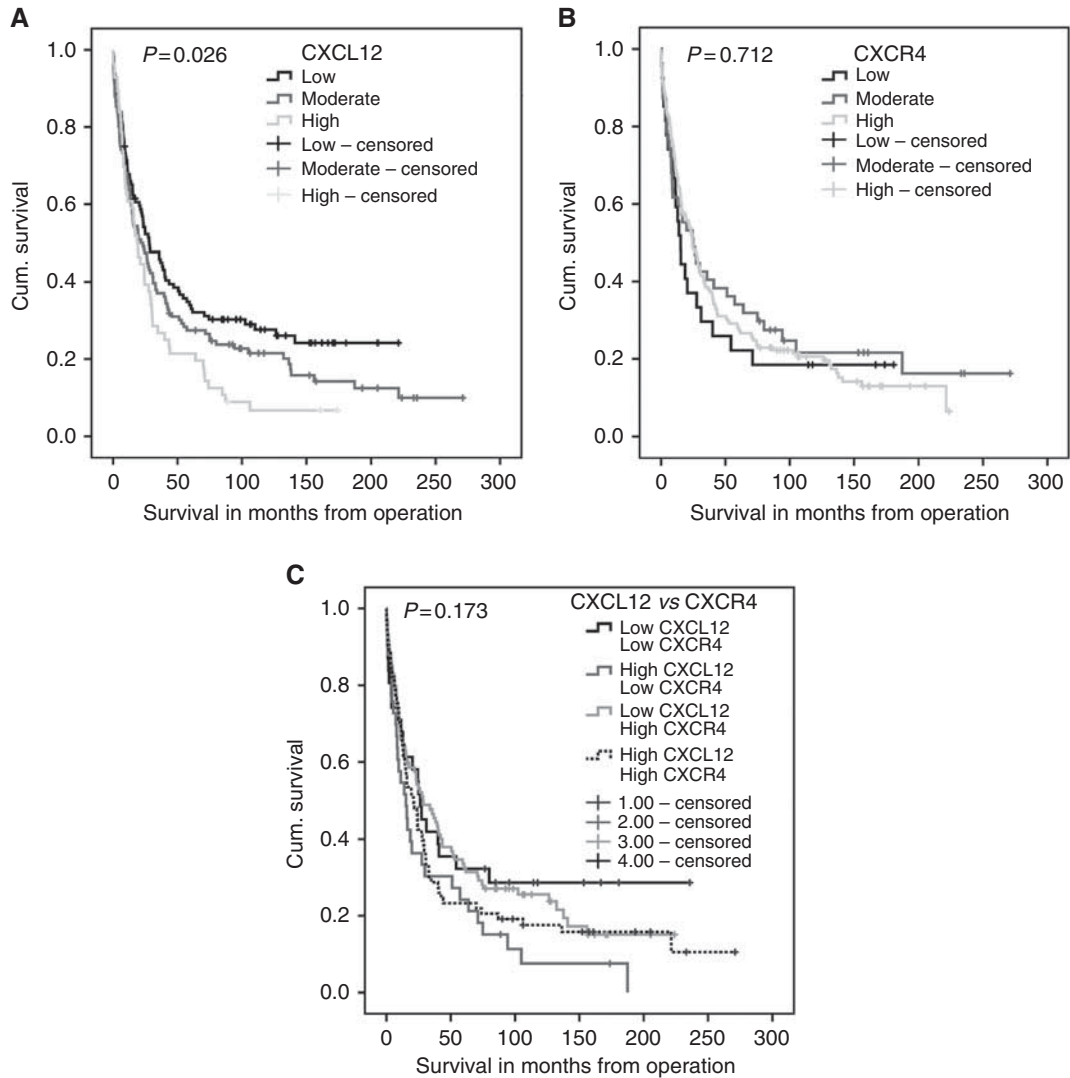 A
P=0.026
CXCL12
Low
Moderate
High
Low – censored
Moderate – censored
High – censored
1.0
0.8
0.6
0.4
0.2
0.0
Cum. survival
0 50 100 150 200 250 300
Survival in months from operation
B
P=0.712
CXCR4
Low
Moderate
High
Low – censored
Moderate – censored
High – censored
1.0
0.8
0.6
0.4
0.2
0.0
Cum. survival
0 50 100 150 200 250 300
Survival in months from operation
C
P=0.173
CXCL12 vs CXCR4
Low CXCL12
Low CXCR4
High CXCL12
Low CXCR4
Low CXCL12
High CXCR4
High CXCL12
High CXCR4
1.00 – censored
2.00 – censored
3.00 – censored
4.00 – censored
1.0
0.8
0.6
0.4
0.2
0.0
Cum. survival
0 50 100 150 200 250 300
Survival in months from operation